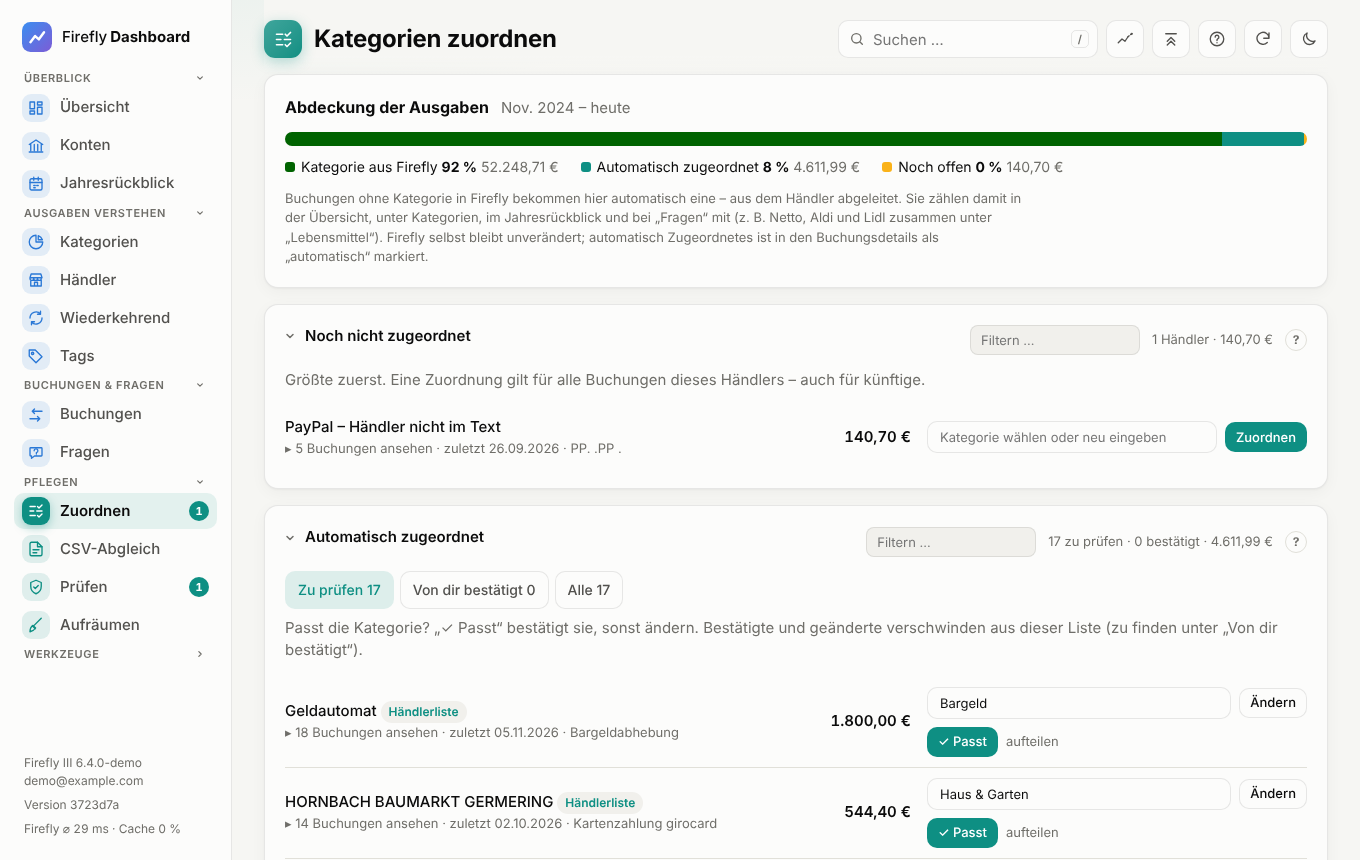 Firefly Dashboard
ÜBERBLICK
Übersicht
Konten
Jahresrückblick
AUSGABEN VERSTEHEN
Kategorien
Händler
Wiederkehrend
Tags
BUCHUNGEN & FRAGEN
Buchungen
Fragen
PFLEGEN
Zuordnen 1
CSV-Abgleich
Prüfen 1
Aufräumen
WERKZEUGE
Firefly III 6.4.0-demo
demo@example.com
Version 3723d7a
Firefly ⌀ 29 ms · Cache 0 %
Kategorien zuordnen
Suchen … /
Abdeckung der Ausgaben Nov. 2024 – heute
Kategorie aus Firefly 92 % 52.248,71 € Automatisch zugeordnet 8 % 4.611,99 € Noch offen 0 % 140,70 €
Buchungen ohne Kategorie in Firefly bekommen hier automatisch eine – aus dem Händler abgeleitet. Sie zählen damit in
der Übersicht, unter Kategorien, im Jahresrückblick und bei „Fragen“ mit (z. B. Netto, Aldi und Lidl zusammen unter
„Lebensmittel“). Firefly selbst bleibt unverändert; automatisch Zugeordnetes ist in den Buchungsdetails als
„automatisch“ markiert.
Noch nicht zugeordnet
Filtern … 1 Händler · 140,70 € ?
Größte zuerst. Eine Zuordnung gilt für alle Buchungen dieses Händlers – auch für künftige.
PayPal – Händler nicht im Text
▸ 5 Buchungen ansehen · zuletzt 26.09.2026 · PP. .PP .
140,70 € Kategorie wählen oder neu eingeben Zuordnen
Automatisch zugeordnet
Filtern … 17 zu prüfen · 0 bestätigt · 4.611,99 € ?
Zu prüfen 17 Von dir bestätigt 0 Alle 17
Passt die Kategorie? „✓ Passt“ bestätigt sie, sonst ändern. Bestätigte und geänderte verschwinden aus dieser Liste (zu finden unter „Von dir
bestätigt“).
Geldautomat Händlerliste
▸ 18 Buchungen ansehen · zuletzt 05.11.2026 · Bargeldabhebung
1.800,00 € Bargeld Ändern
✓ Passt aufteilen
HORNBACH BAUMARKT GERMERING Händlerliste
▸ 14 Buchungen ansehen · zuletzt 02.10.2026 · Kartenzahlung girocard
544,40 € Haus & Garten Ändern
✓ Passt aufteilen